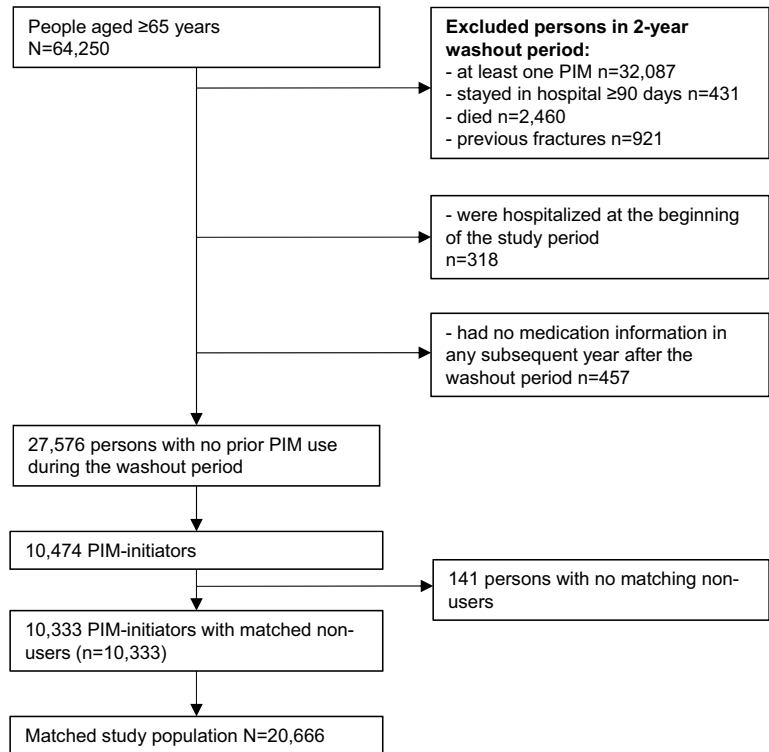 People aged ≥65 years
N=64,250
Excluded persons in 2-year
washout period:
- at least one PIM n=32,087
- stayed in hospital ≥90 days n=431
- died n=2,460
- previous fractures n=921
- were hospitalized at the beginning
of the study period
n=318
- had no medication information in
any subsequent year after the
washout period n=457
27,576 persons with no prior PIM use
during the washout period
10,474 PIM-initiators
141 persons with no matching non-
users
10,333 PIM-initiators with matched non-
users (n=10,333)
Matched study population N=20,666